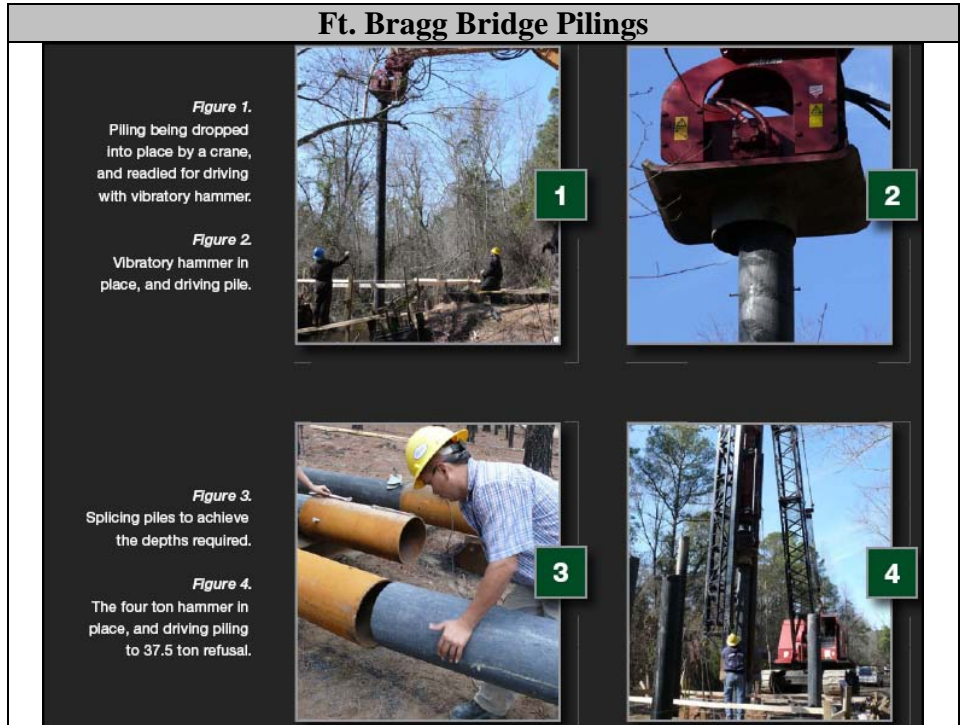 Ft. Bragg Bridge Pilings
Figure 1.
Piling being dropped
into place by a crane,
and readied for driving
with vibratory hammer.
1
Figure 2.
Vibratory hammer in
place, and driving pile.
2
Figure 3.
Splicing piles to achieve
the depths required.
3
Figure 4.
The four ton hammer in
place, and driving piling
to 37.5 ton refusal.
4